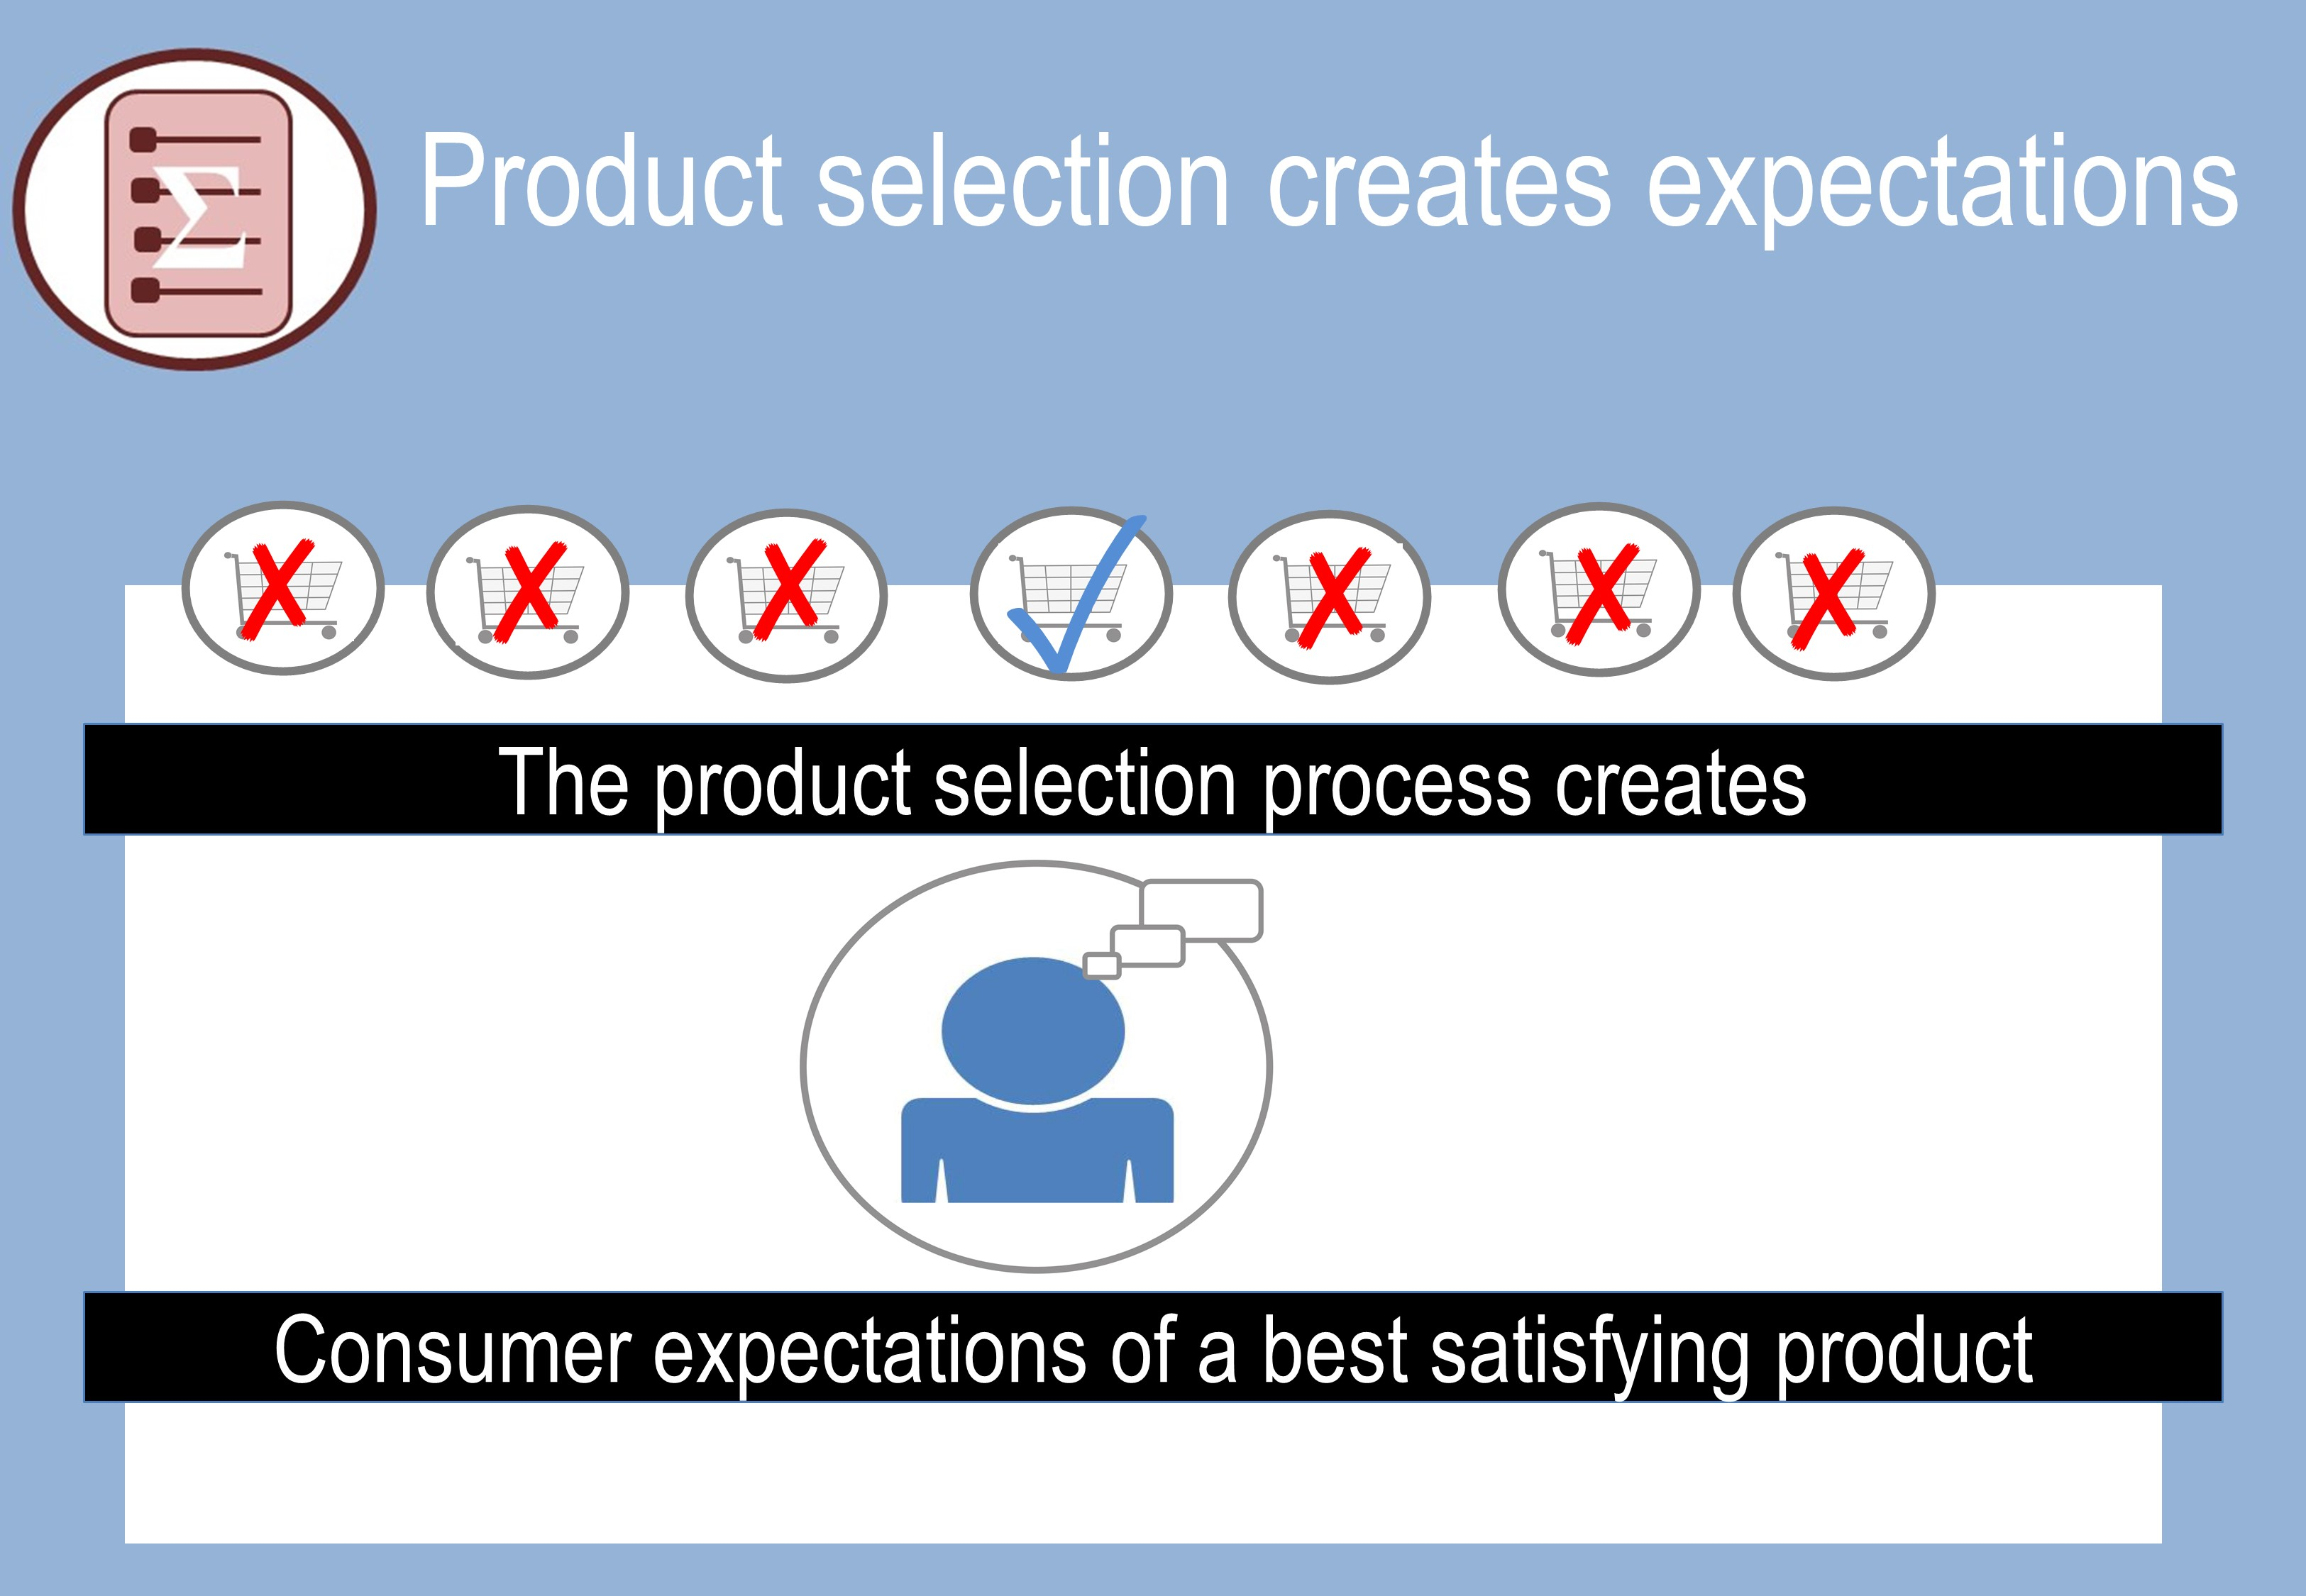 Σ
Product selection creates expectations
The product selection process creates
Consumer expectations of a best satisfying product